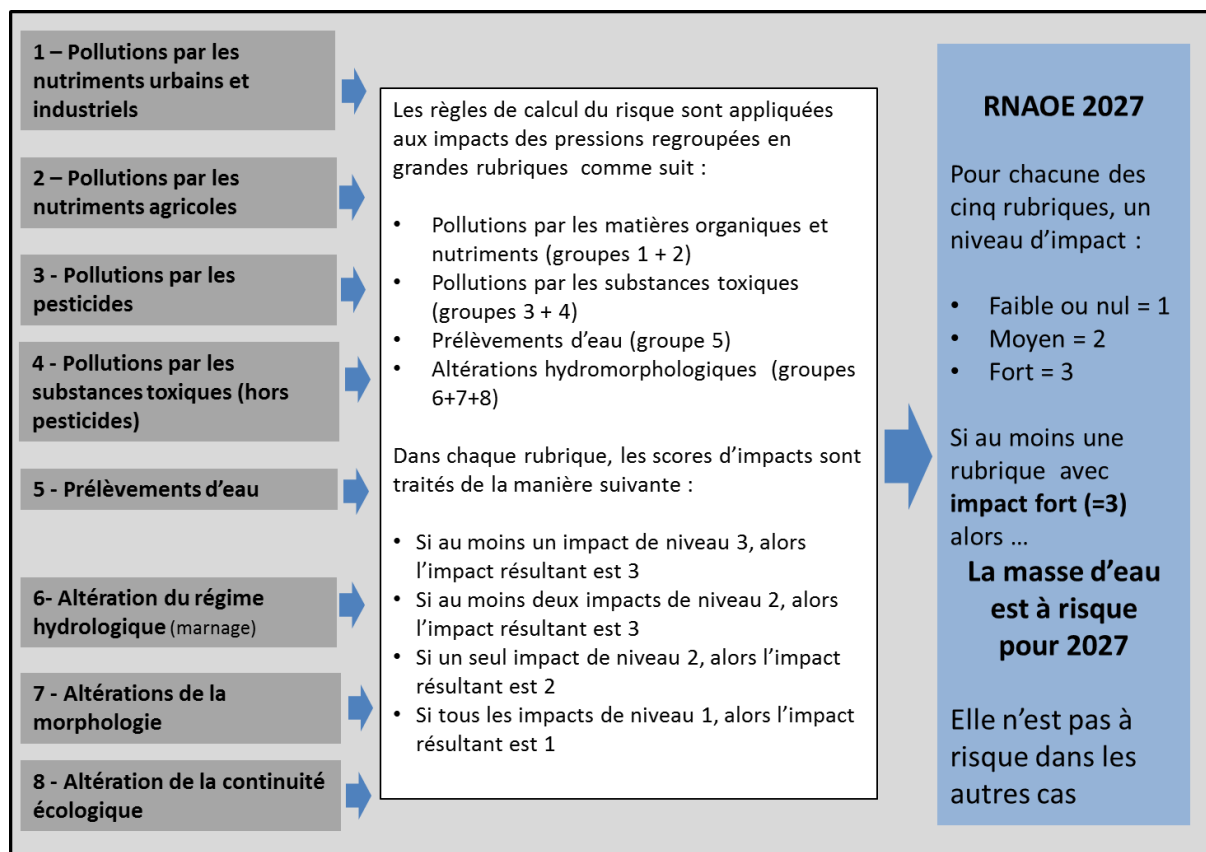 1 – Pollutions par les
nutriments urbains et
industriels
2 – Pollutions par les
nutriments agricoles
3 - Pollutions par les
pesticides
4 - Pollutions par les
substances toxiques (hors
pesticides)
5 - Prélèvements d’eau
6- Altération du régime
hydrologique (marnage)
7 - Altérations de la
morphologie
8 - Altération de la continuité
écologique
Les règles de calcul du risque sont appliquées
aux impacts des pressions regroupées en
grandes rubriques comme suit :
• Pollutions par les matières organiques et
nutriments (groupes 1 + 2)
• Pollutions par les substances toxiques
(groupes 3 + 4)
• Prélèvements d’eau (groupe 5)
• Altérations hydromorphologiques (groupes
6+7+8)
Dans chaque rubrique, les scores d’impacts sont
traités de la manière suivante :
• Si au moins un impact de niveau 3, alors
l’impact résultant est 3
• Si au moins deux impacts de niveau 2, alors
l’impact résultant est 3
• Si un seul impact de niveau 2, alors l’impact
résultant est 2
• Si tous les impacts de niveau 1, alors l’impact
résultant est 1
RNAOE 2027
Pour chacune des
cinq rubriques, un
niveau d’impact :
• Faible ou nul = 1
• Moyen = 2
• Fort = 3
Si au moins une
rubrique avec
impact fort (=3)
alors ...
La masse d’eau
est à risque
pour 2027
Elle n’est pas à
risque dans les
autres cas